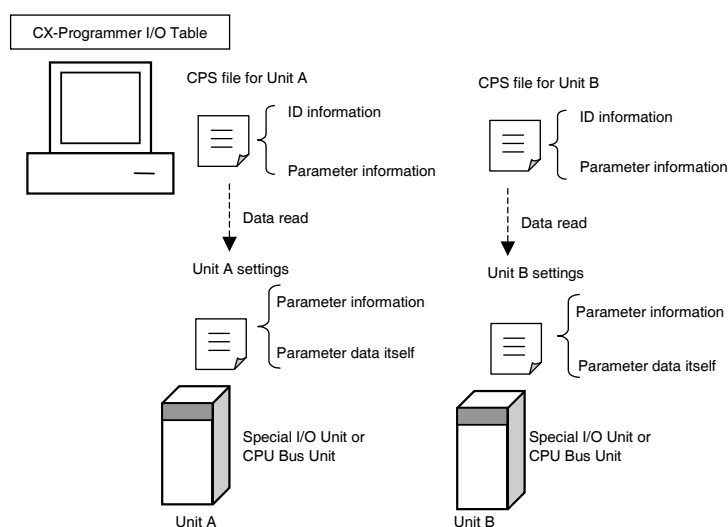 CX-Programmer I/O Table
CPS file for Unit A
ID information
Parameter information
Data read
Unit A settings
Parameter information
Parameter data itself
Special I/O Unit or
CPU Bus Unit
Unit A
CPS file for Unit B
ID information
Parameter information
Data read
Unit B settings
Parameter information
Parameter data itself
Special I/O Unit or
CPU Bus Unit
Unit B